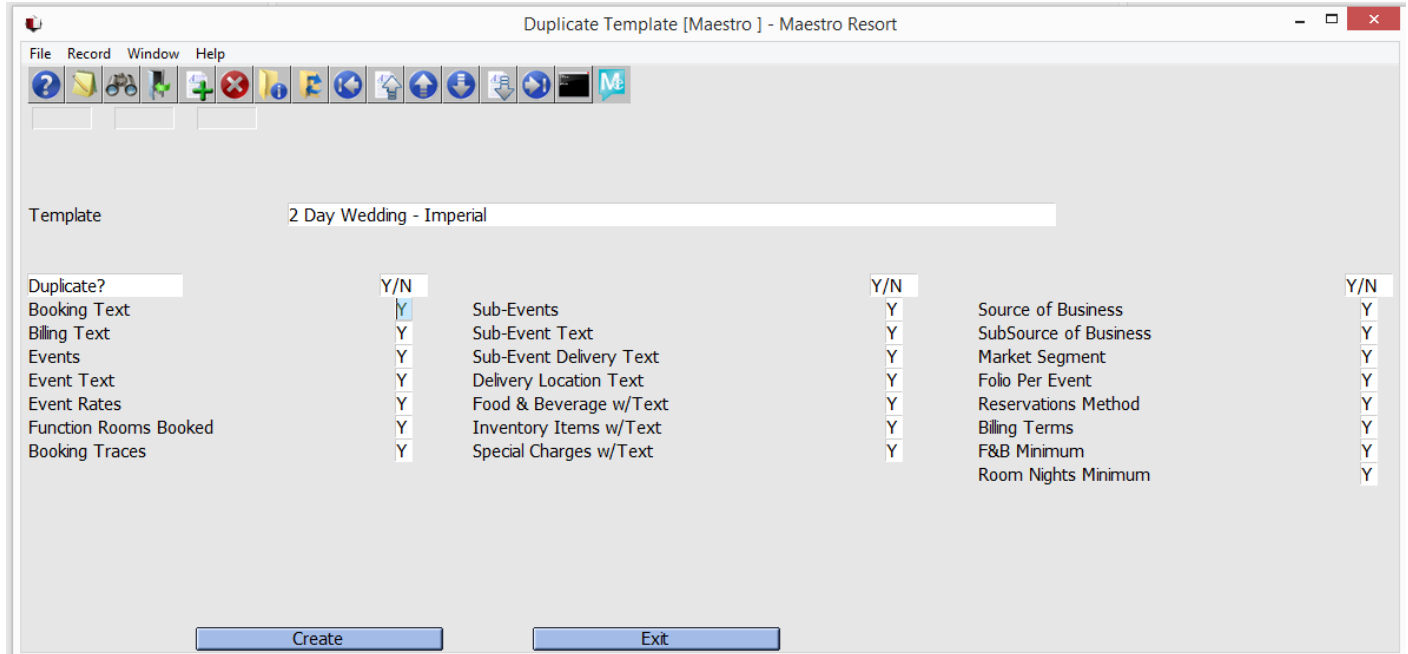 Duplicate Template [Maestro ] - Maestro Resort
File Record Window Help
Template 2 Day Wedding - Imperial
Duplicate? Y/N Y/N Y/N
Booking Text Y Sub-Events Y Source of Business Y
Billing Text Y Sub-Event Text Y SubSource of Business Y
Events Y Sub-Event Delivery Text Y Market Segment Y
Event Text Y Delivery Location Text Y Folio Per Event Y
Event Rates Y Food & Beverage w/Text Y Reservations Method Y
Function Rooms Booked Y Inventory Items w/Text Y Billing Terms Y
Booking Traces Y Special Charges w/Text Y F&B Minimum Y
Room Nights Minimum Y
Create Exit